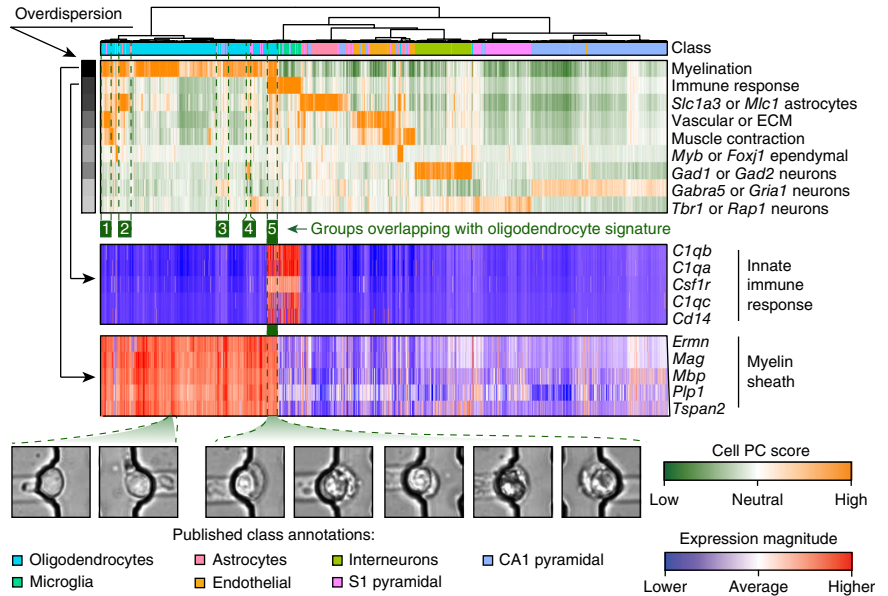 Overdispersion
Class
Myelination
Immune response
Slc1a3 or Mlc1 astrocytes
Vascular or ECM
Muscle contraction
Myb or Foxj1 ependymal
Gad1 or Gad2 neurons
Gabra5 or Gria1 neurons
Tbr1 or Rap1 neurons
1 2 3 4 5 Groups overlapping with oligodendrocyte signature
C1qb
C1qa
Csf1r
C1qc
Cd14
Innate
immune
response
Ermn
Mag
Mbp
Plp1
Tspan2
Myelin
sheath
Cell PC score
Low Neutral High
Published class annotations:
Oligodendrocytes Astrocytes Interneurons CA1 pyramidal
Microglia Endothelial S1 pyramidal
Expression magnitude
Lower Average Higher